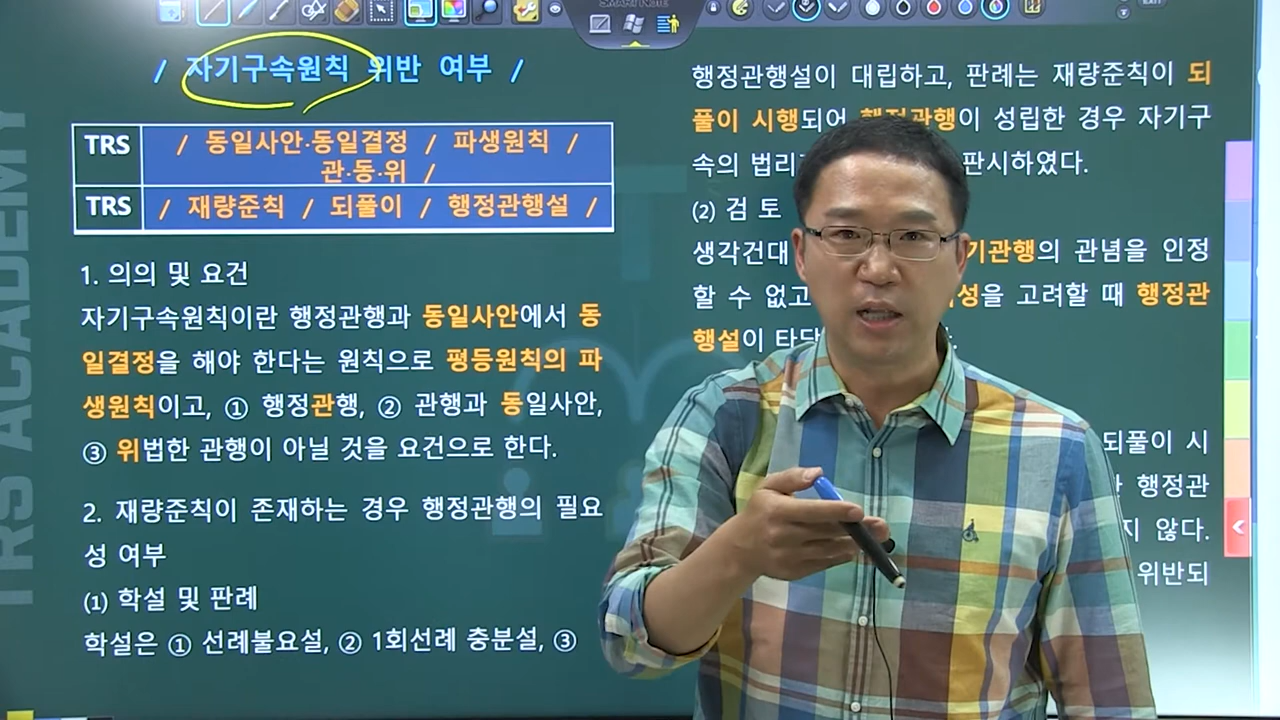 SMART NOTE
EXIT
/ 자기구속원칙 위반 여부 /
TRS
/ 동일사안·동일결정 / 파생원칙 /
관·동·위 /
TRS
/ 재량준칙 / 되풀이 / 행정관행설 /
1. 의의 및 요건
자기구속원칙이란 행정관행과 동일사안에서 동
일결정을 해야 한다는 원칙으로 평등원칙의 파
생원칙이고, ① 행정관행, ② 관행과 동일사안,
③ 위법한 관행이 아닐 것을 요건으로 한다.
2. 재량준칙이 존재하는 경우 행정관행의 필요
성 여부
(1) 학설 및 판례
학설은 ① 선례불요설, ② 1회선례 충분설, ③
행정관행설이 대립하고, 판례는 재량준칙이 되
풀이 시행되어 행정관행이 성립한 경우 자기구
속의 법리 판시하였다.
(2) 검 토
생각건대 기관행의 관념을 인정
할 수 없고 성을 고려할 때 행정관
행설이 타당
되풀이 시
행정관
지 않다.
위반되
TRS ACADEMY